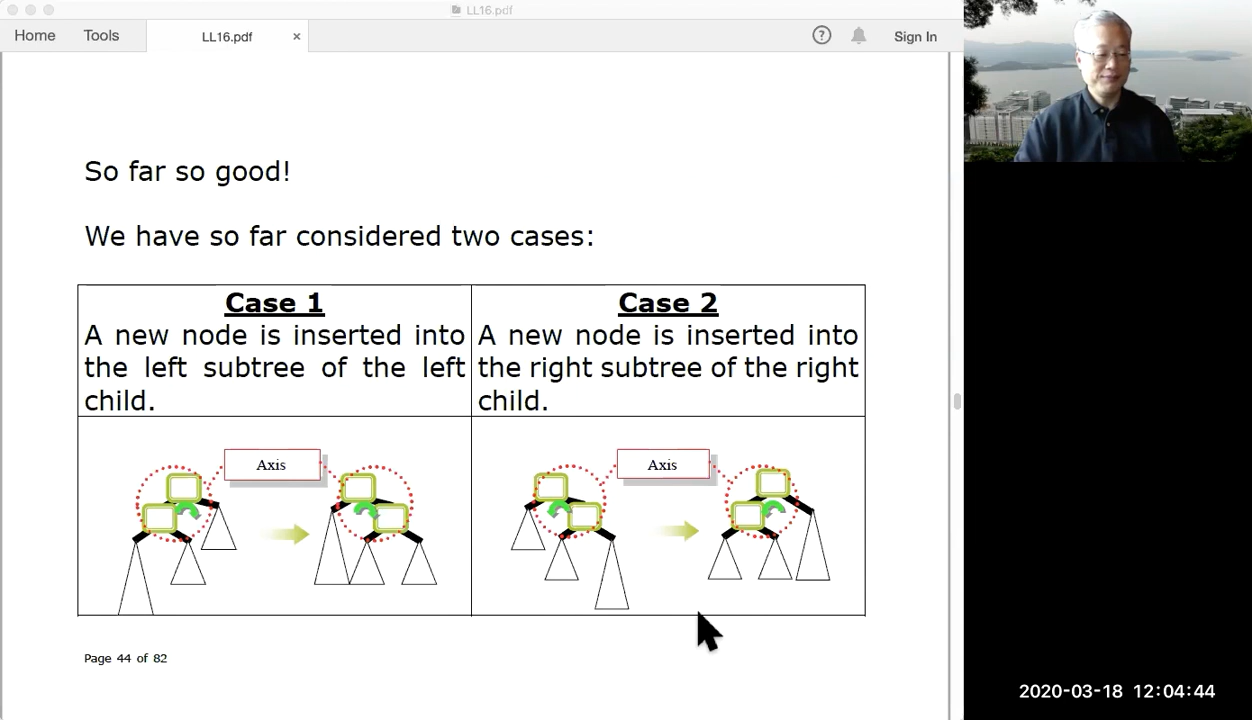 LL16.pdf
Home Tools LL16.pdf × ? Sign In
So far so good!
We have so far considered two cases:
Case 1
A new node is inserted into
the left subtree of the left
child.
Case 2
A new node is inserted into
the right subtree of the right
child.
Axis
Axis
Page 44 of 82
2020-03-18 12:04:44